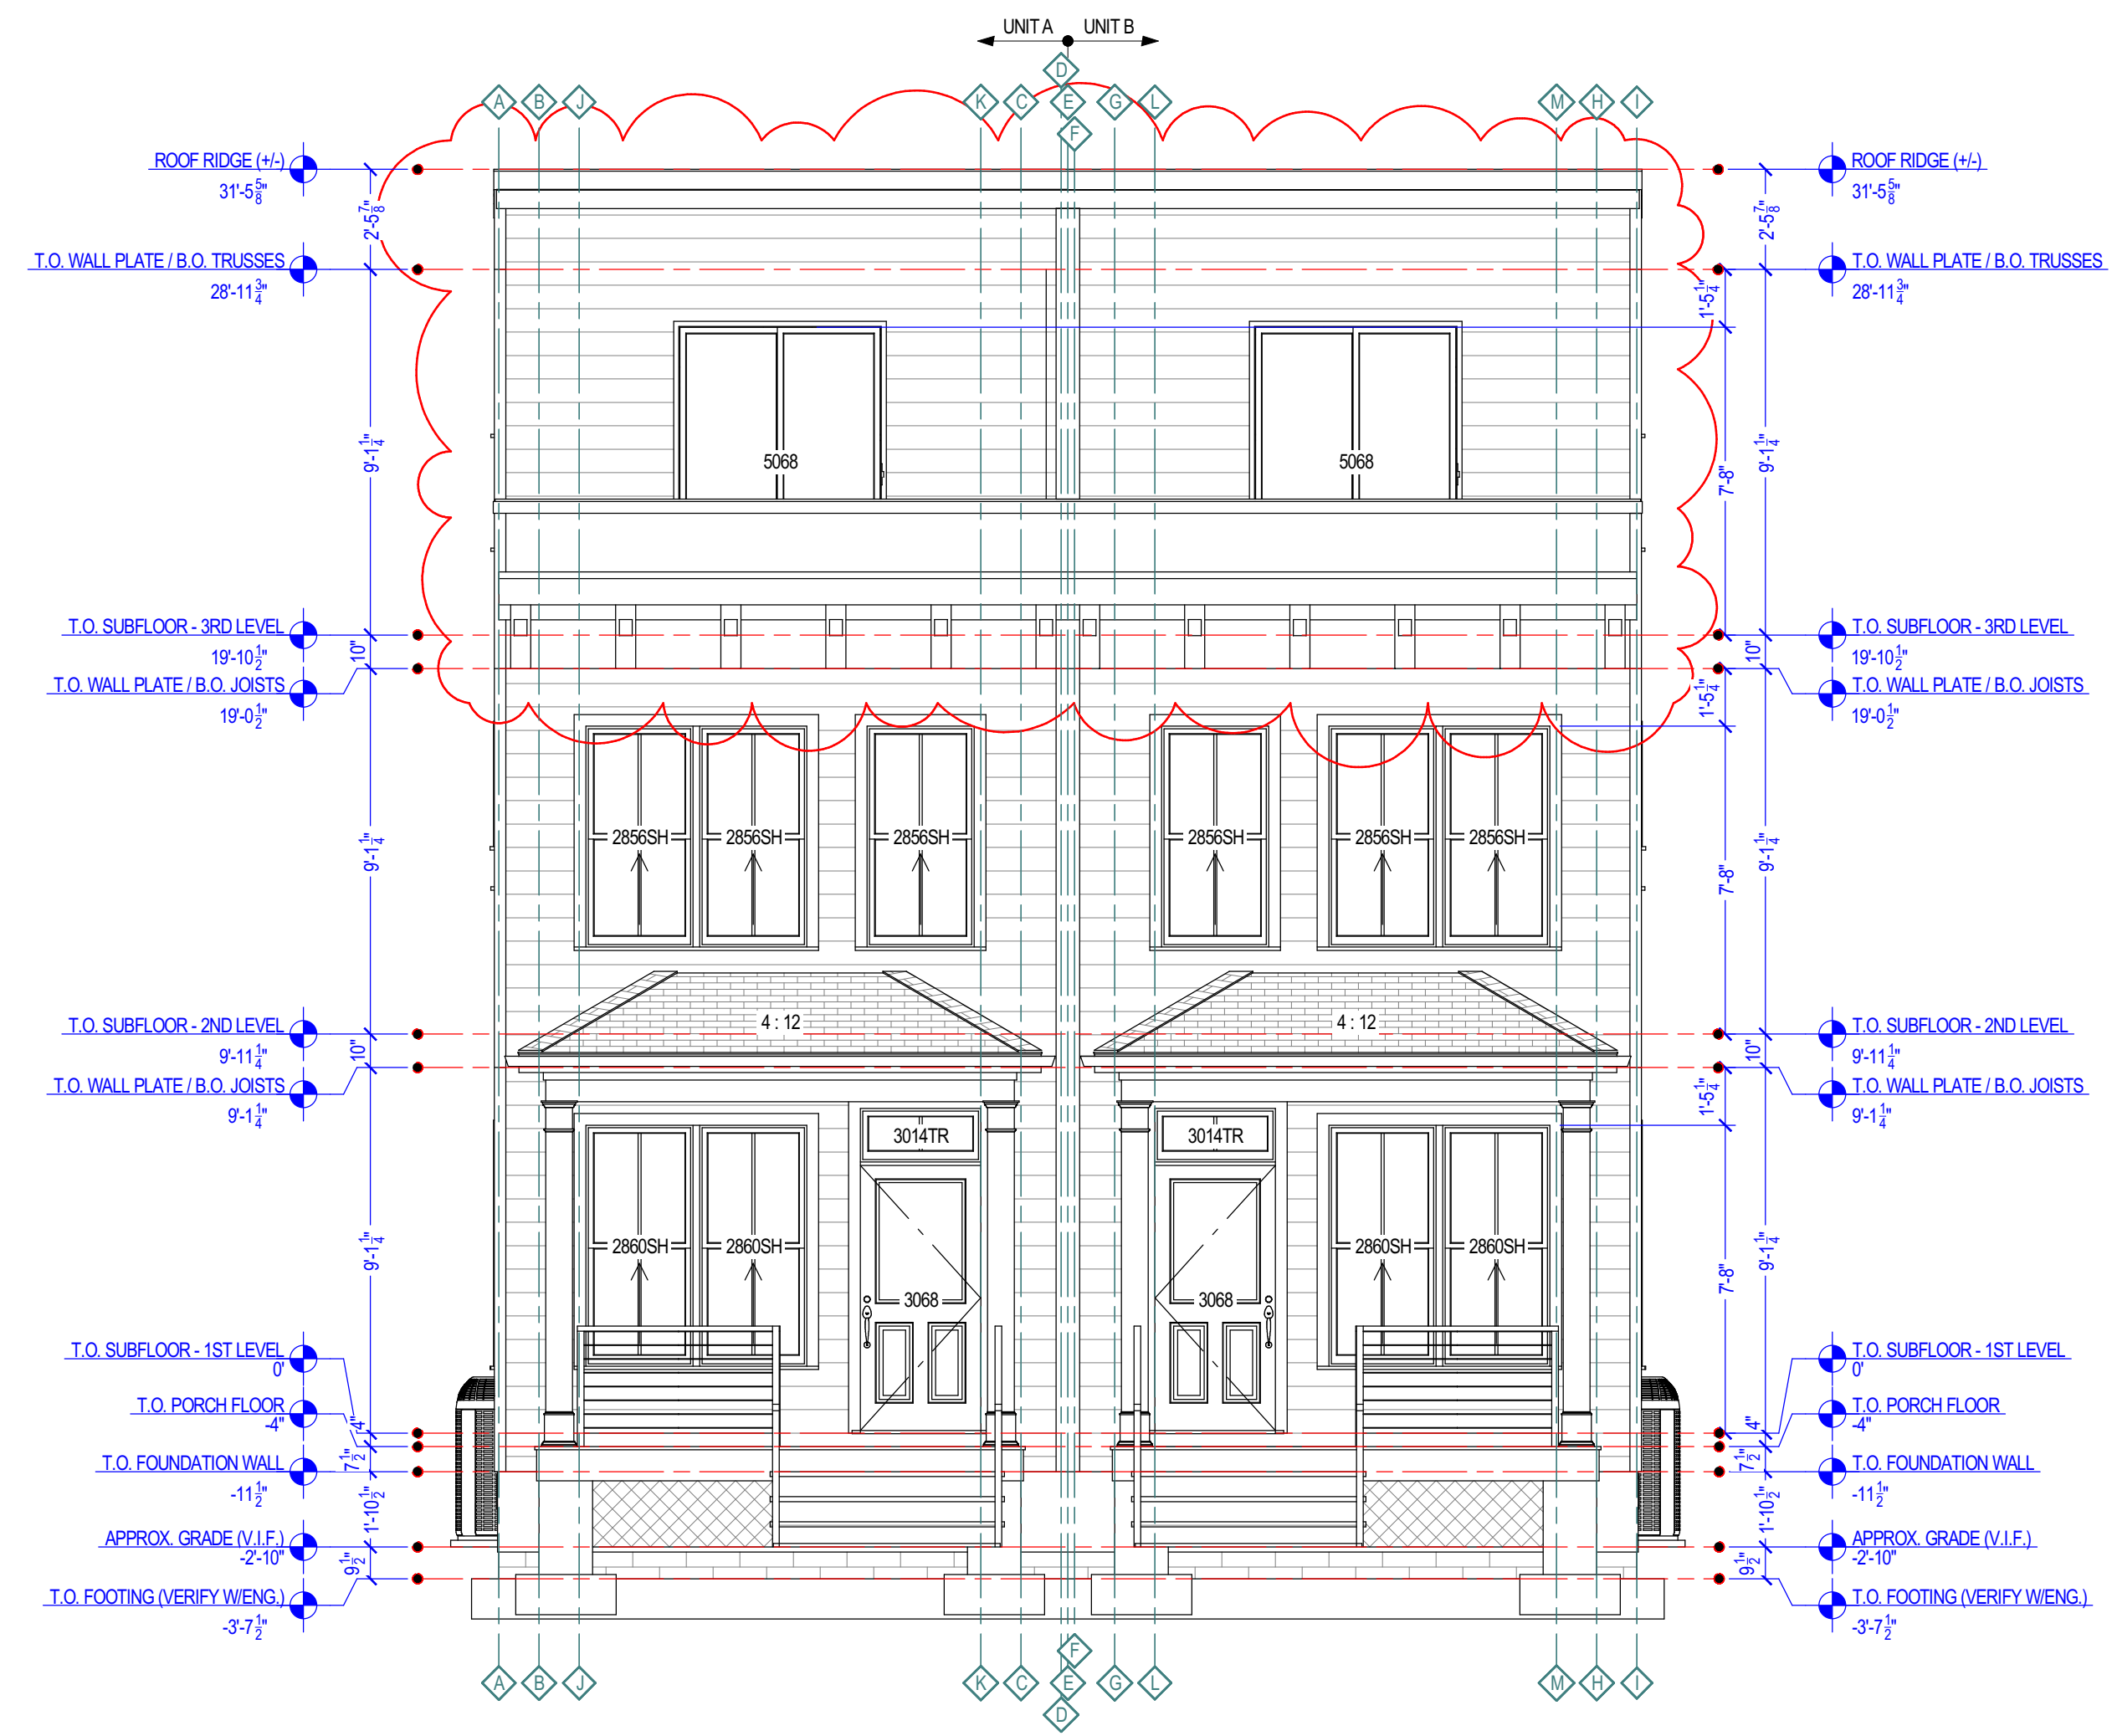 UNIT A UNIT B
D
A B J K C E G L M H I
F
ROOF RIDGE (+/-)
31'-5 5/8"
2'-5 7/8"
T.O. WALL PLATE / B.O. TRUSSES
28'-11 3/4"
9'-1 1/4"
T.O. SUBFLOOR - 3RD LEVEL
19'-10 1/2"
10"
T.O. WALL PLATE / B.O. JOISTS
19'-0 1/2"
9'-1 1/4"
T.O. SUBFLOOR - 2ND LEVEL
9'-11 1/4"
10"
T.O. WALL PLATE / B.O. JOISTS
9'-1 1/4"
9'-1 1/4"
T.O. SUBFLOOR - 1ST LEVEL
0'
4"
T.O. PORCH FLOOR
-4"
7 1/2"
T.O. FOUNDATION WALL
-11 1/2"
1'-10 1/2"
APPROX. GRADE (V.I.F.)
-2'-10"
9 1/2"
T.O. FOOTING (VERIFY W/ENG.)
-3'-7 1/2"
5068 5068
2856SH 2856SH 2856SH 2856SH 2856SH 2856SH
4 : 12 4 : 12
3014TR 3014TR
2860SH 2860SH 2860SH 2860SH
3068 3068
ROOF RIDGE (+/-)
31'-5 5/8"
2'-5 7/8"
T.O. WALL PLATE / B.O. TRUSSES
28'-11 3/4"
1'-5 1/4"
9'-1 1/4"
7'-8"
T.O. SUBFLOOR - 3RD LEVEL
19'-10 1/2"
10"
T.O. WALL PLATE / B.O. JOISTS
19'-0 1/2"
1'-5 1/4"
9'-1 1/4"
7'-8"
T.O. SUBFLOOR - 2ND LEVEL
9'-11 1/4"
10"
T.O. WALL PLATE / B.O. JOISTS
9'-1 1/4"
1'-5 1/4"
9'-1 1/4"
7'-8"
T.O. SUBFLOOR - 1ST LEVEL
0'
4"
T.O. PORCH FLOOR
-4"
7 1/2"
T.O. FOUNDATION WALL
-11 1/2"
1'-10 1/2"
APPROX. GRADE (V.I.F.)
-2'-10"
9 1/2"
T.O. FOOTING (VERIFY W/ENG.)
-3'-7 1/2"
F
A B J K C E G L M H I
D